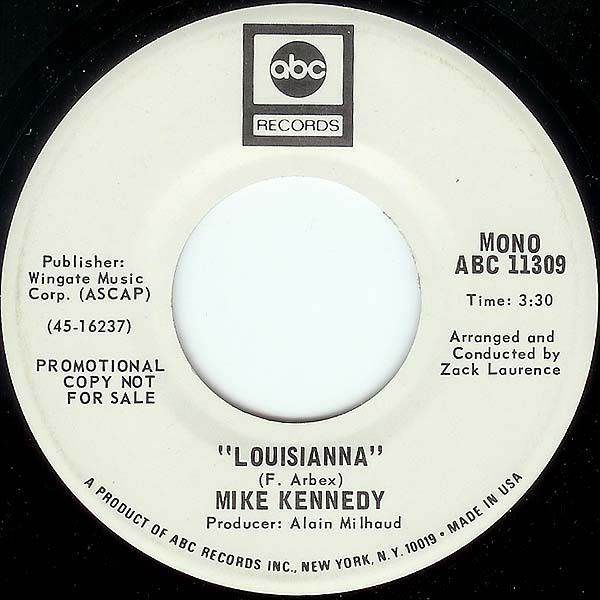 abc
RECORDS
Publisher:
Wingate Music
Corp. (ASCAP)
(45-16237)
PROMOTIONAL
COPY NOT
FOR SALE
MONO
ABC 11309
Time: 3:30
Arranged and
Conducted by
Zack Laurence
"LOUISIANNA"
(F. Arbex)
MIKE KENNEDY
Producer: Alain Milhaud
A PRODUCT OF ABC RECORDS INC., NEW YORK, N.Y. 10019 • MADE IN USA